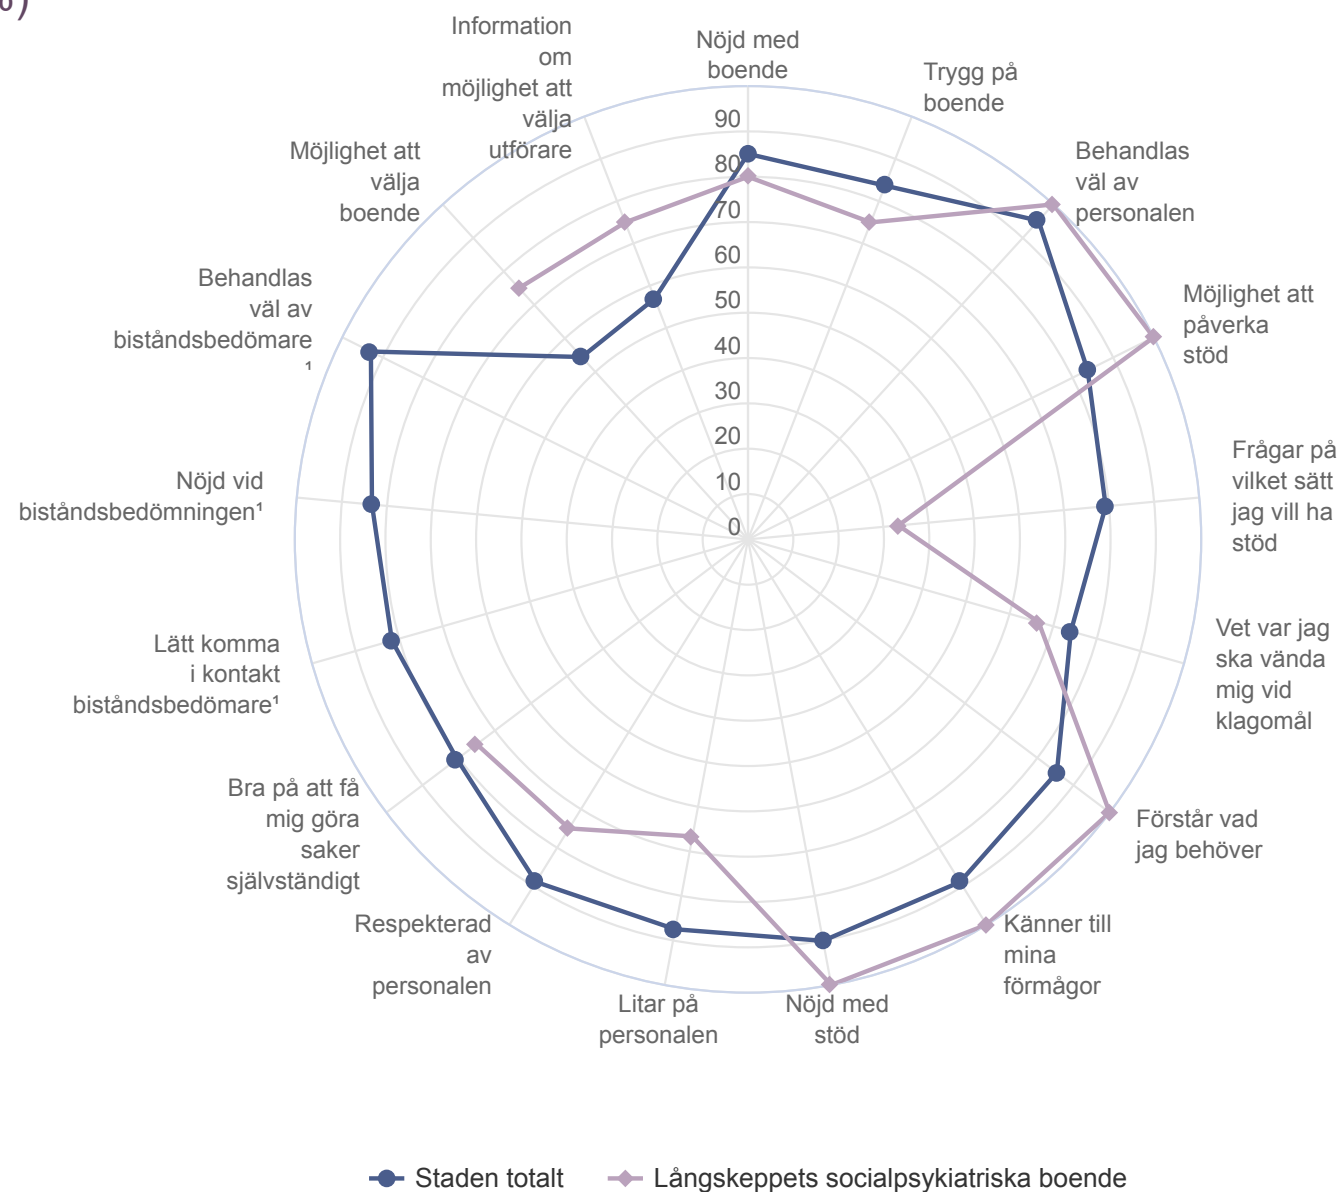 %)
Nöjd med
boende
Trygg på
boende
Behandlas
väl av
personalen
Möjlighet att
påverka
stöd
Frågar på
vilket sätt
jag vill ha
stöd
Vet var jag
ska vända
mig vid
klagomål
Förstår vad
jag behöver
Känner till
mina
förmågor
Nöjd med
stöd
Litar på
personalen
Respekterad
av
personalen
Bra på att få
mig göra
saker
självständigt
Lätt komma
i kontakt
biståndsbedömare¹
Nöjd vid
biståndsbedömningen¹
Behandlas
väl av
biståndsbedömare
¹
Möjlighet att
välja
boende
Information
om
möjlighet att
välja
utförare
90
80
70
60
50
40
30
20
10
0
Staden totalt
Långskeppets socialpsykiatriska boende